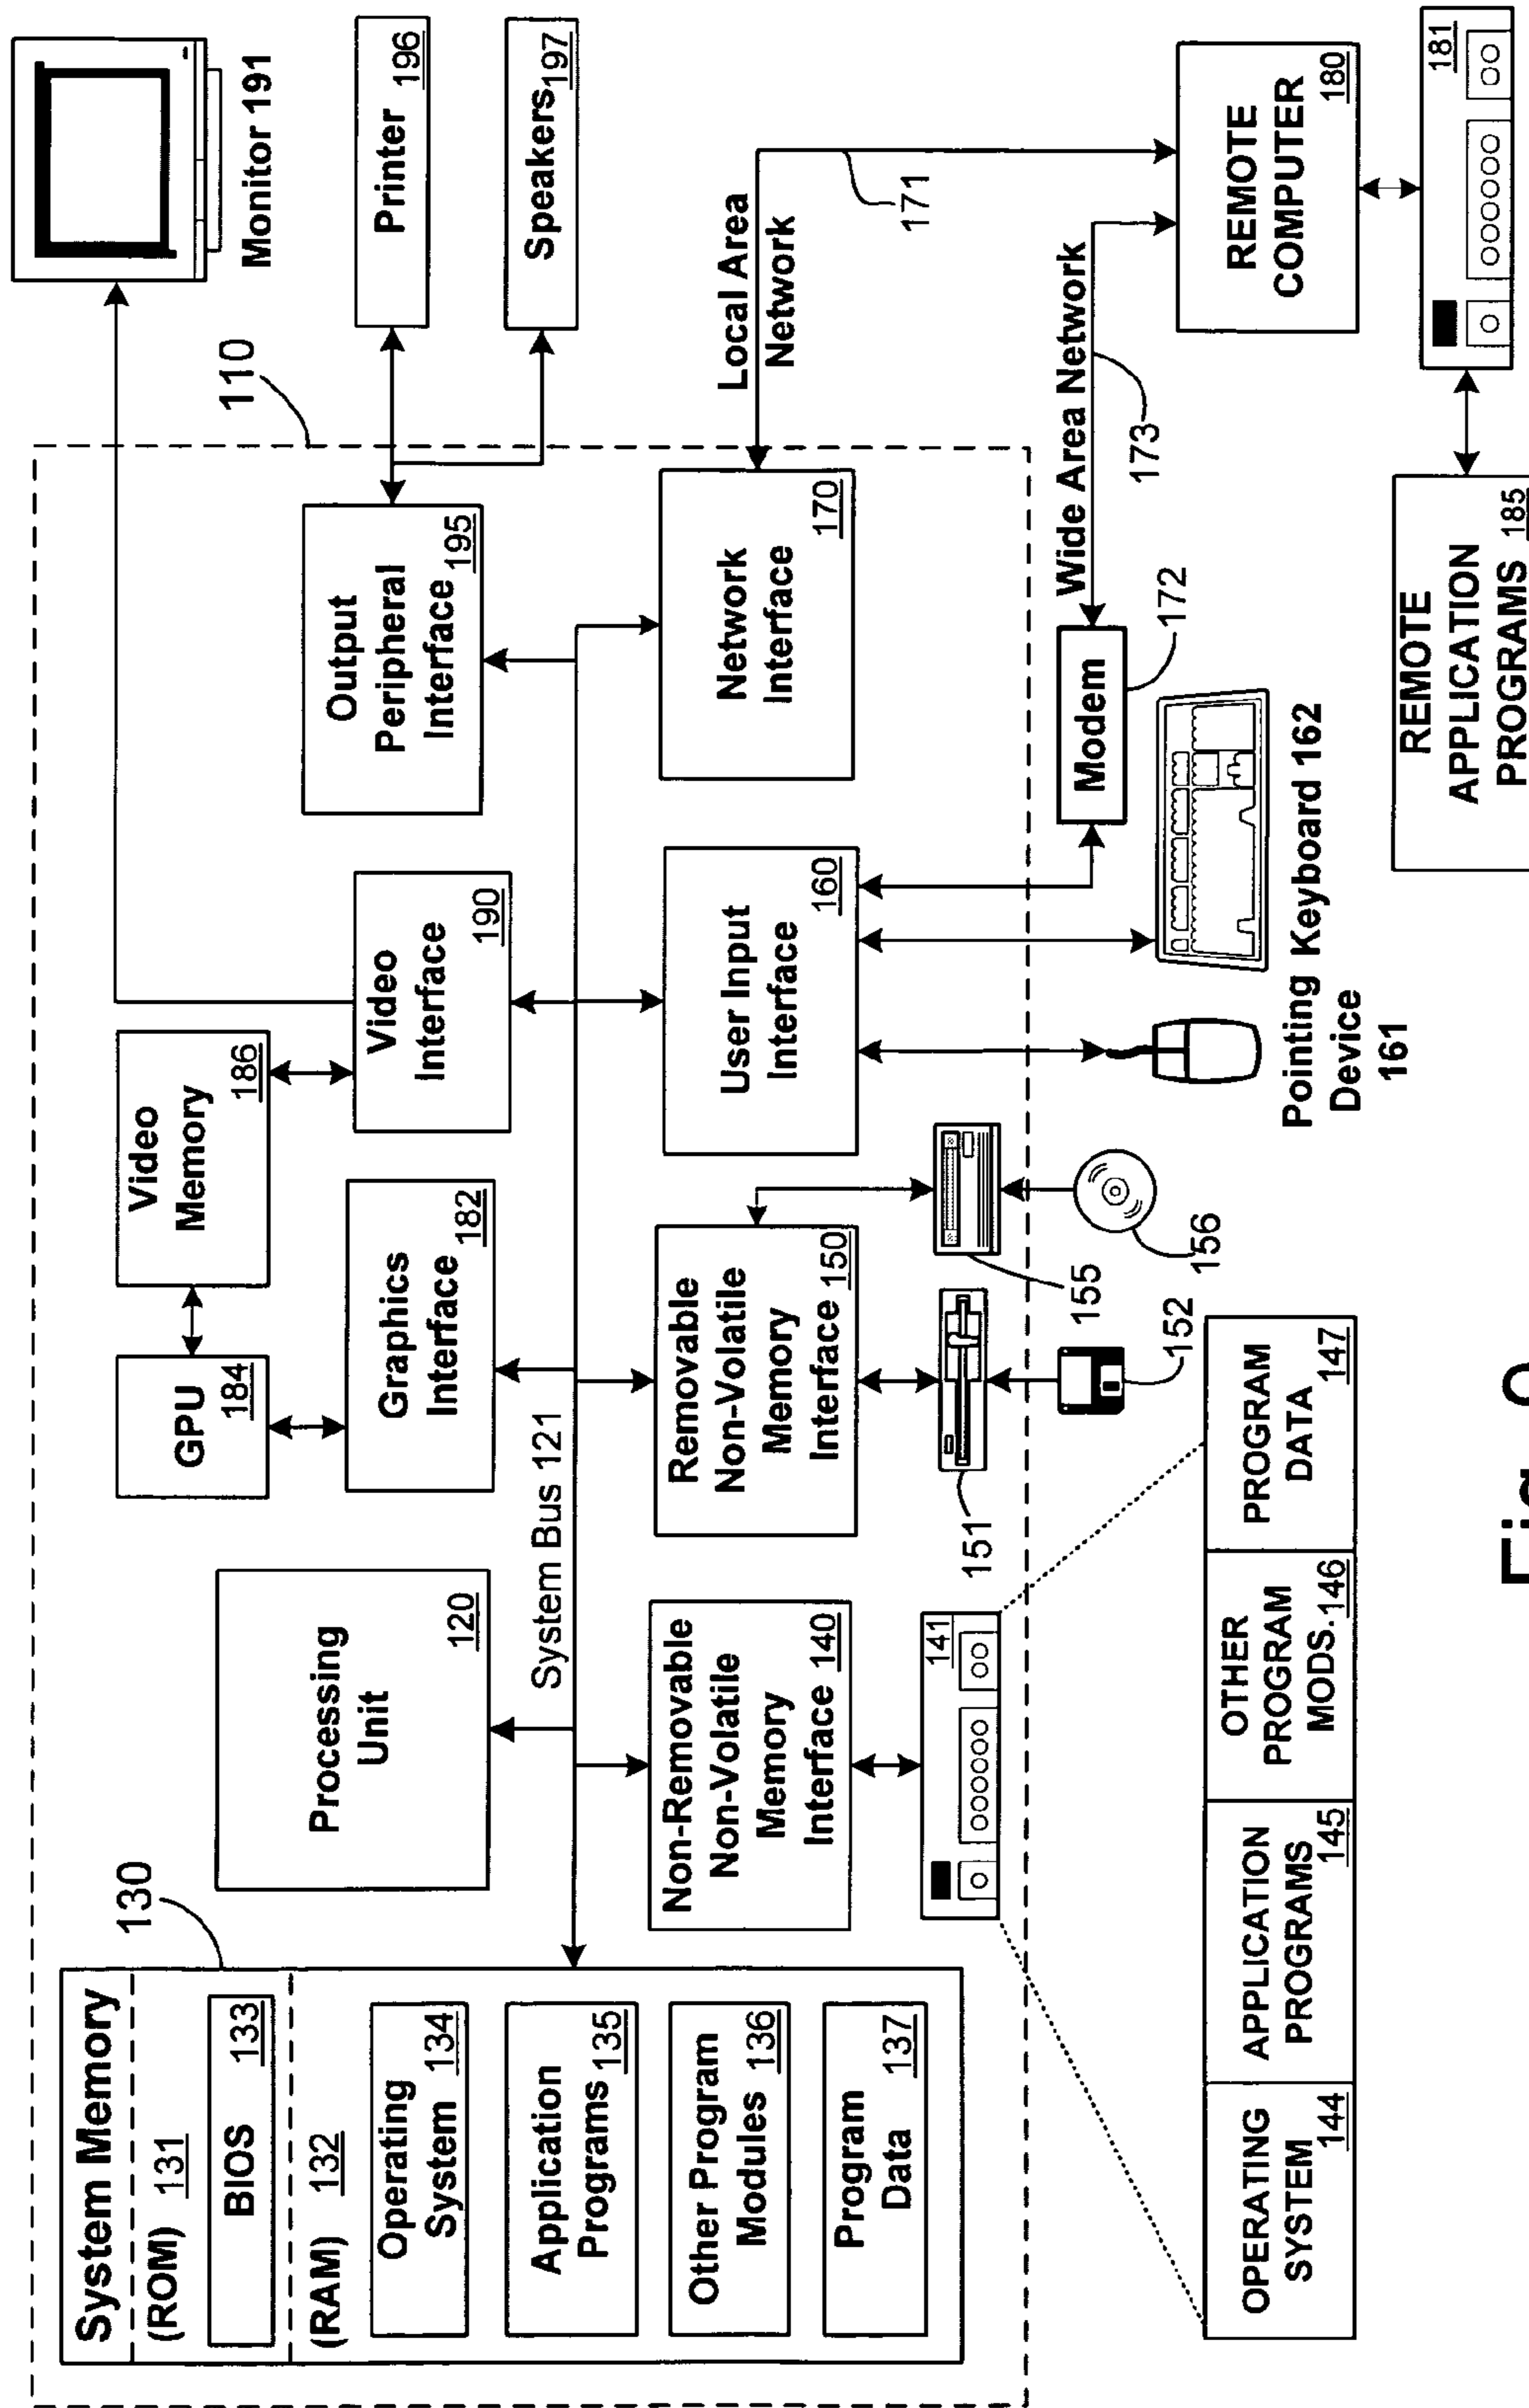 System Memory
130
(ROM) 131
BIOS 133
(RAM) 132
Operating
System 134
Application
Programs 135
Other Program
Modules 136
Program
Data 137
Processing
Unit
120
System Bus 121
GPU
184
Video
Memory
186
Graphics
Interface
182
Video
Interface
190
Output
Peripheral
Interface 195
110
Monitor 191
Printer
196
Speakers 197
Non-Removable
Non-Volatile
Memory
Interface 140
Removable
Non-Volatile
Memory
Interface 150
User Input
Interface
160
Network
Interface
170
Local Area
Network
171
Wide Area Network
173
Modem
172
141
151
152
155
156
Pointing
Device
161
Keyboard 162
REMOTE
COMPUTER
180
181
REMOTE
APPLICATION
PROGRAMS 185
OPERATING
SYSTEM
144
APPLICATION
PROGRAMS
145
OTHER
PROGRAM
MODS. 146
PROGRAM
DATA
147